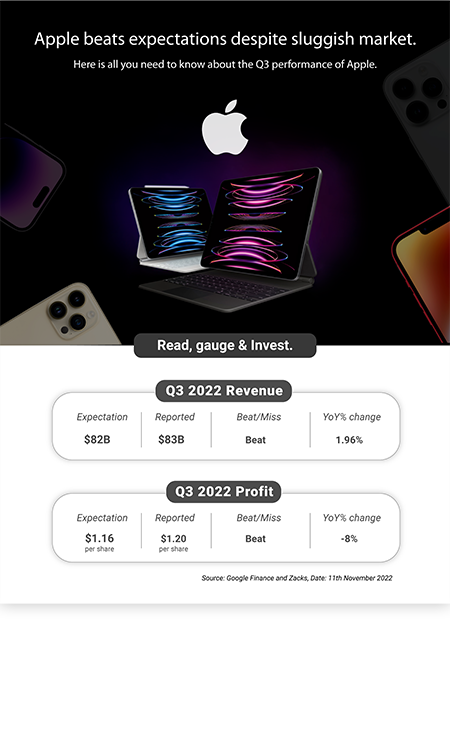 Apple beats expectations despite sluggish market.
Here is all you need to know about the Q3 performance of Apple.
Read, gauge & Invest.
Q3 2022 Revenue
Expectation Reported Beat/Miss YoY% change
$82B $83B Beat 1.96%
Q3 2022 Profit
Expectation Reported Beat/Miss YoY% change
$1.16 $1.20 Beat -8%
per share per share
Source: Google Finance and Zacks, Date: 11th November 2022